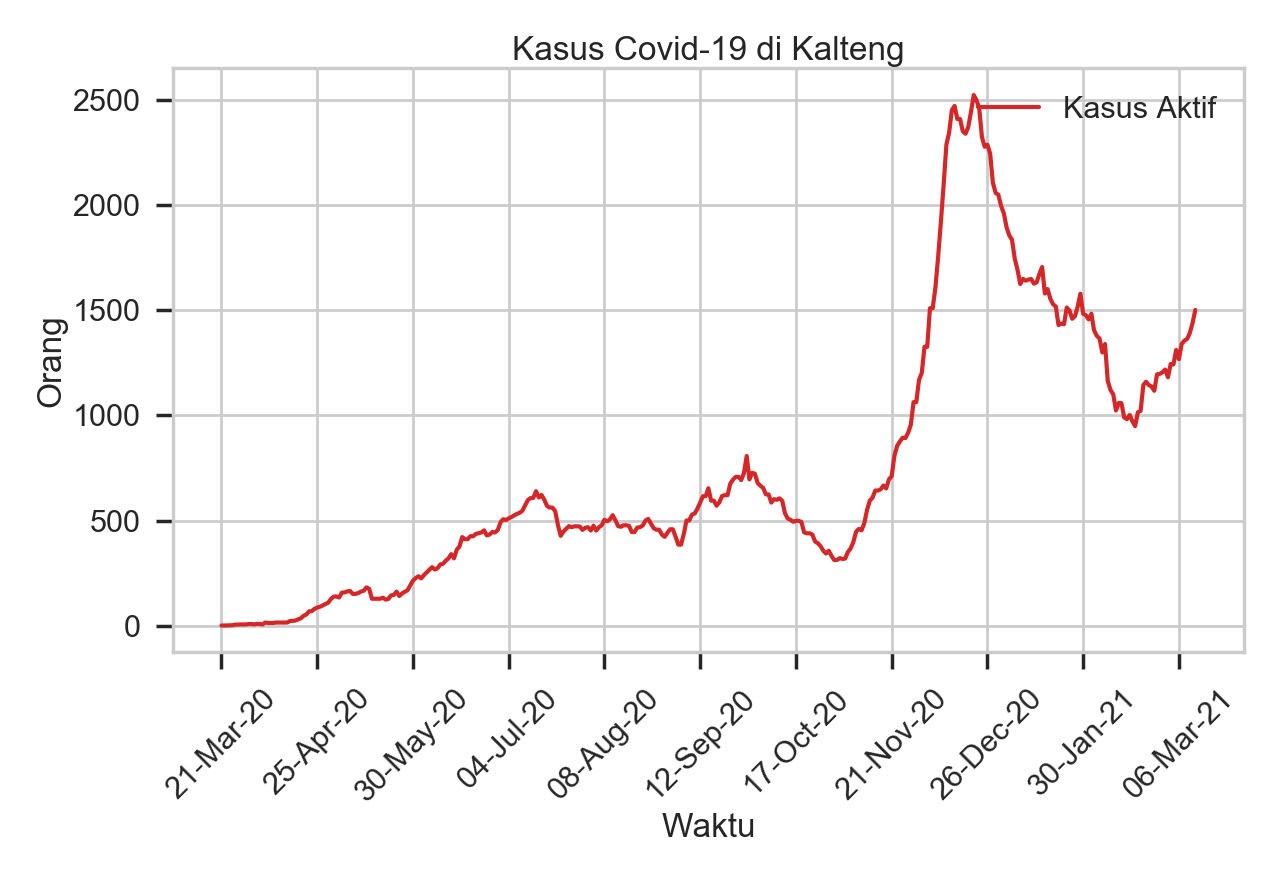 Kasus Covid-19 di Kalteng
Kasus Aktif
2500
2000
1500
1000
500
0
Orang
21-Mar-20
25-Apr-20
30-May-20
04-Jul-20
08-Aug-20
12-Sep-20
17-Oct-20
21-Nov-20
26-Dec-20
30-Jan-21
06-Mar-21
Waktu